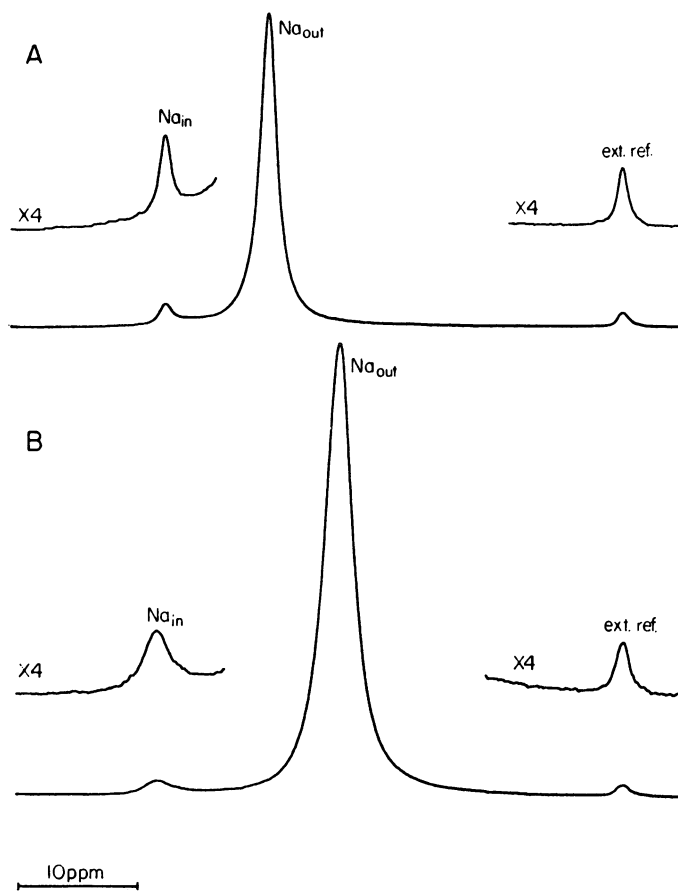 A
Na_out
Na_in
ext. ref.
X4
X4
B
Na_out
Na_in
ext. ref.
X4
X4
10ppm